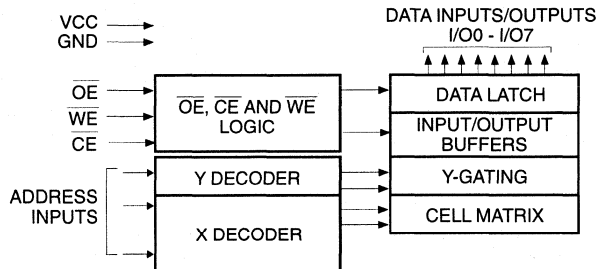 VCC
GND
DATA INPUTS/OUTPUTS
I/O0 - I/O7
OE
WE
CE
OE, CE AND WE
LOGIC
DATA LATCH
INPUT/OUTPUT
BUFFERS
Y DECODER
Y-GATING
ADDRESS
INPUTS
X DECODER
CELL MATRIX